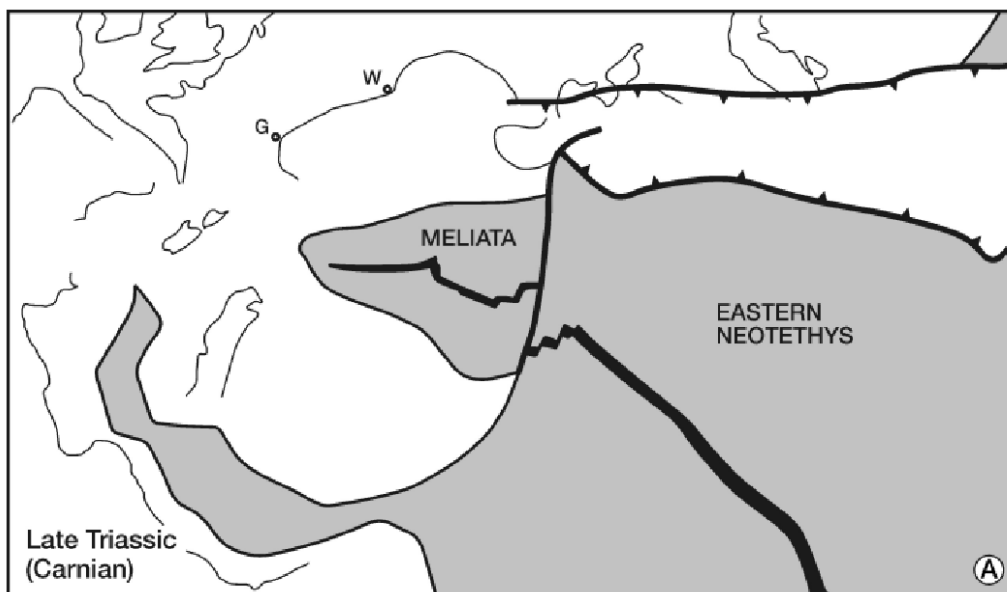 W
G
MELIATA
EASTERN
NEOTETHYS
Late Triassic
(Carnian)
A